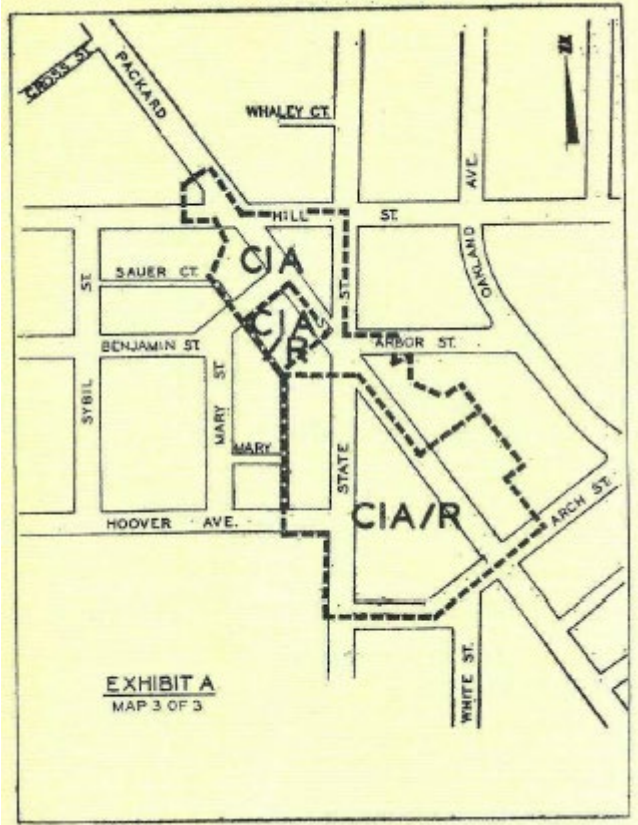 CROSS ST.
PACKARD
WHALEY CT.
AVE.
HILL
ST.
OAKLAND
SAUER CT.
ST.
CIA
ST.
CIA
R
ARBOR ST.
BENJAMIN ST.
SYBIL
MARY ST.
MARY
STATE
CIA/R
HOOVER AVE.
ARCH ST.
WHITE ST.
EXHIBIT A
MAP 3 OF 3